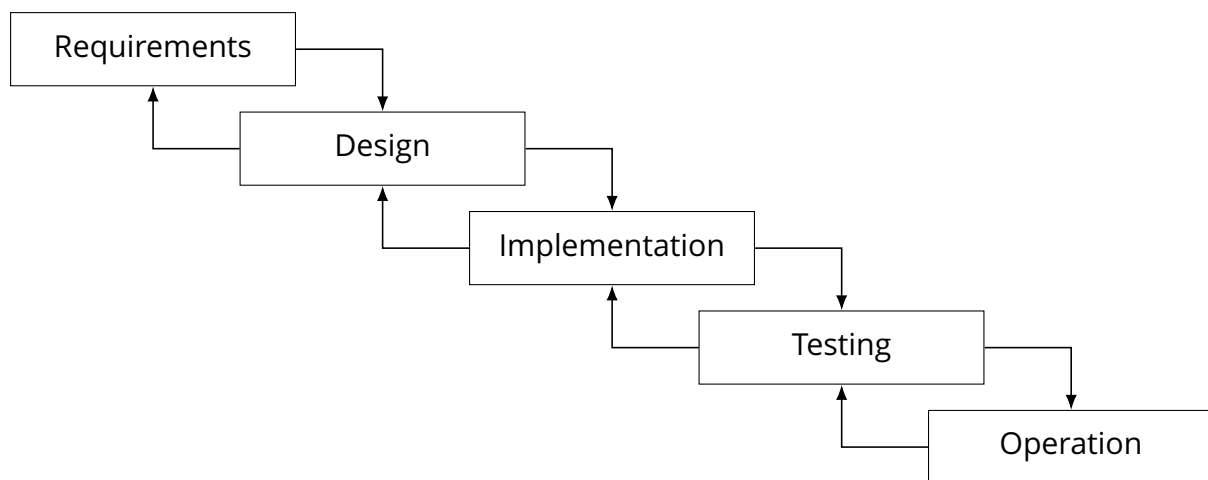 Requirements
Design
Implementation
Testing
Operation